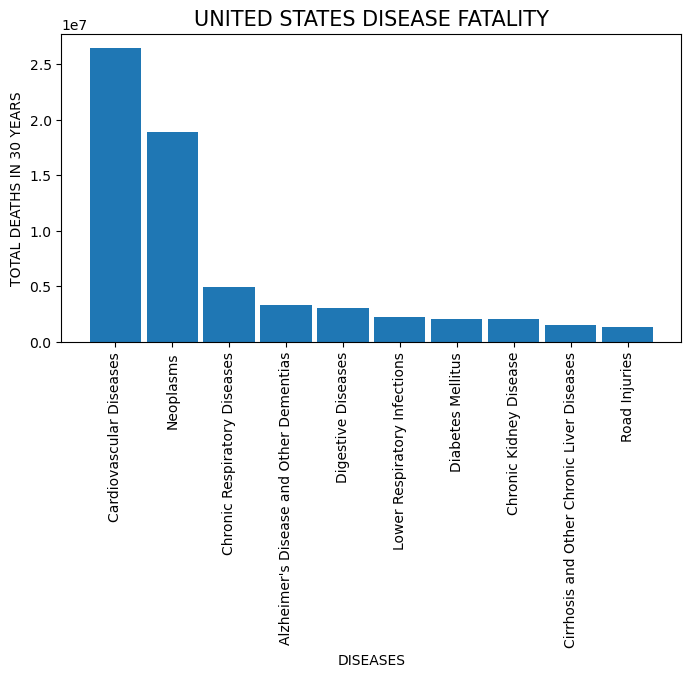 UNITED STATES DISEASE FATALITY
1e7
TOTAL DEATHS IN 30 YEARS
2.5
2.0
1.5
1.0
0.5
0.0
Cardiovascular Diseases
Neoplasms
Chronic Respiratory Diseases
Alzheimer's Disease and Other Dementias
Digestive Diseases
Lower Respiratory Infections
Diabetes Mellitus
Chronic Kidney Disease
Cirrhosis and Other Chronic Liver Diseases
Road Injuries
DISEASES